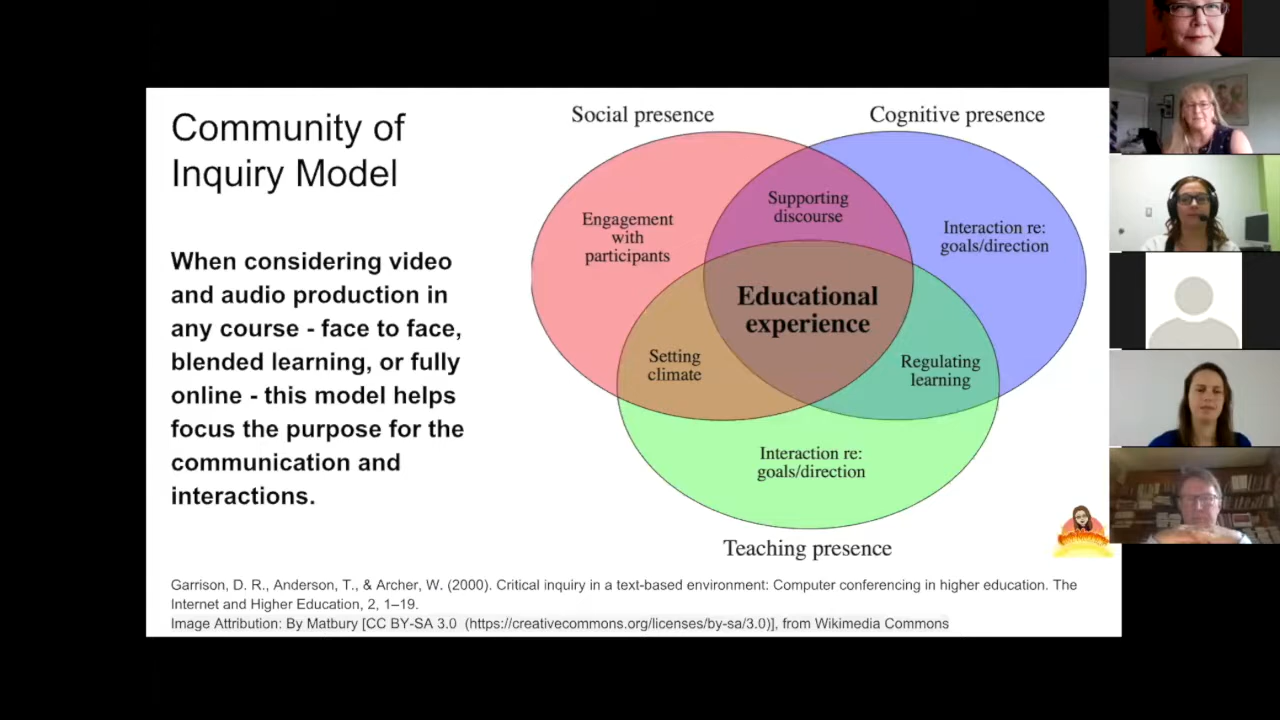 Community of
Inquiry Model
When considering video
and audio production in
any course - face to face,
blended learning, or fully
online - this model helps
focus the purpose for the
communication and
interactions.
Social presence
Cognitive presence
Supporting
discourse
Engagement
with
participants
Interaction re:
goals/direction
Educational
experience
Setting
climate
Regulating
learning
Interaction re:
goals/direction
Teaching presence
Garrison, D. R., Anderson, T., & Archer, W. (2000). Critical inquiry in a text-based environment: Computer conferencing in higher education. The
Internet and Higher Education, 2, 1–19.
Image Attribution: By Matbury [CC BY-SA 3.0  (https://creativecommons.org/licenses/by-sa/3.0)], from Wikimedia Commons